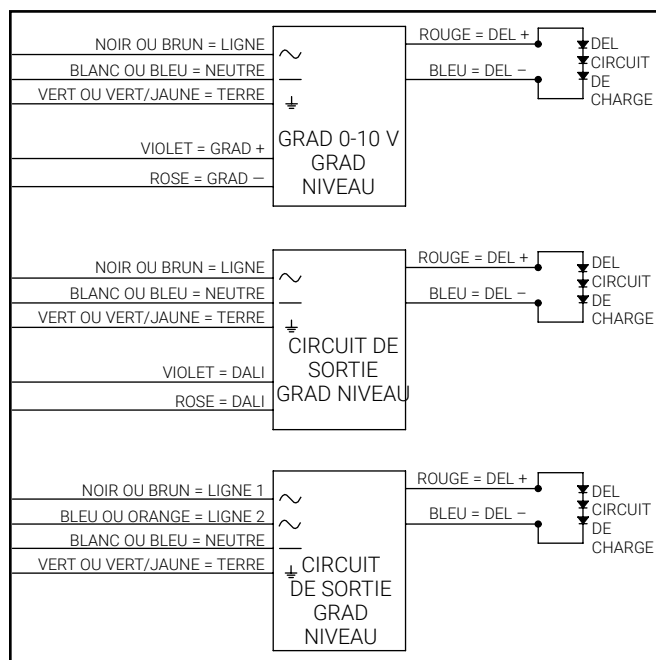 NOIR OU BRUN = LIGNE
BLANC OU BLEU = NEUTRE
VERT OU VERT/JAUNE = TERRE
VIOLET = GRAD +
ROSE = GRAD –
GRAD 0-10 V
GRAD
NIVEAU
ROUGE = DEL +
BLEU = DEL –
DEL
CIRCUIT
DE
CHARGE
NOIR OU BRUN = LIGNE
BLANC OU BLEU = NEUTRE
VERT OU VERT/JAUNE = TERRE
VIOLET = DALI
ROSE = DALI
CIRCUIT DE
SORTIE
GRAD NIVEAU
ROUGE = DEL +
BLEU = DEL –
DEL
CIRCUIT
DE
CHARGE
NOIR OU BRUN = LIGNE 1
BLEU OU ORANGE = LIGNE 2
BLANC OU BLEU = NEUTRE
VERT OU VERT/JAUNE = TERRE
CIRCUIT
DE SORTIE
GRAD
NIVEAU
ROUGE = DEL +
BLEU = DEL –
DEL
CIRCUIT
DE
CHARGE